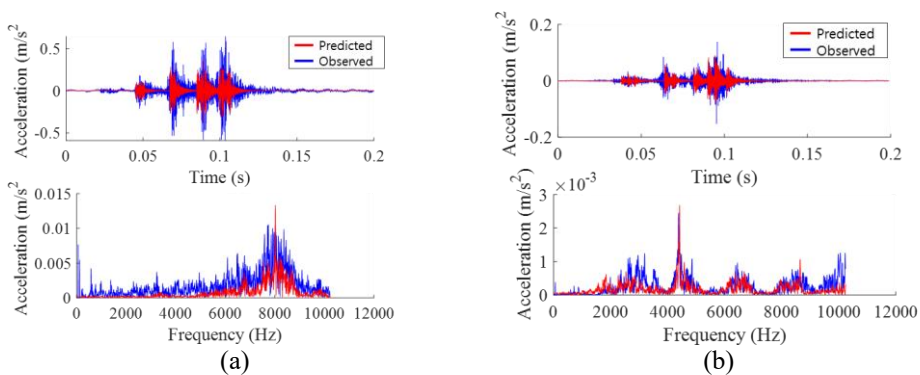 Acceleration (m/s²)
0.5
0
-0.5
Predicted
Observed
0
0.05
0.1
0.15
0.2
Time (s)
Acceleration (m/s²)
0.015
0.01
0.005
0
0
2000
4000
6000
8000
10000
12000
Frequency (Hz)
(a)
Acceleration (m/s²)
0.2
0
-0.2
Predicted
Observed
0
0.05
0.1
0.15
0.2
Time (s)
Acceleration (m/s²)
×10⁻³
3
2
1
0
0
2000
4000
6000
8000
10000
12000
Frequency (Hz)
(b)